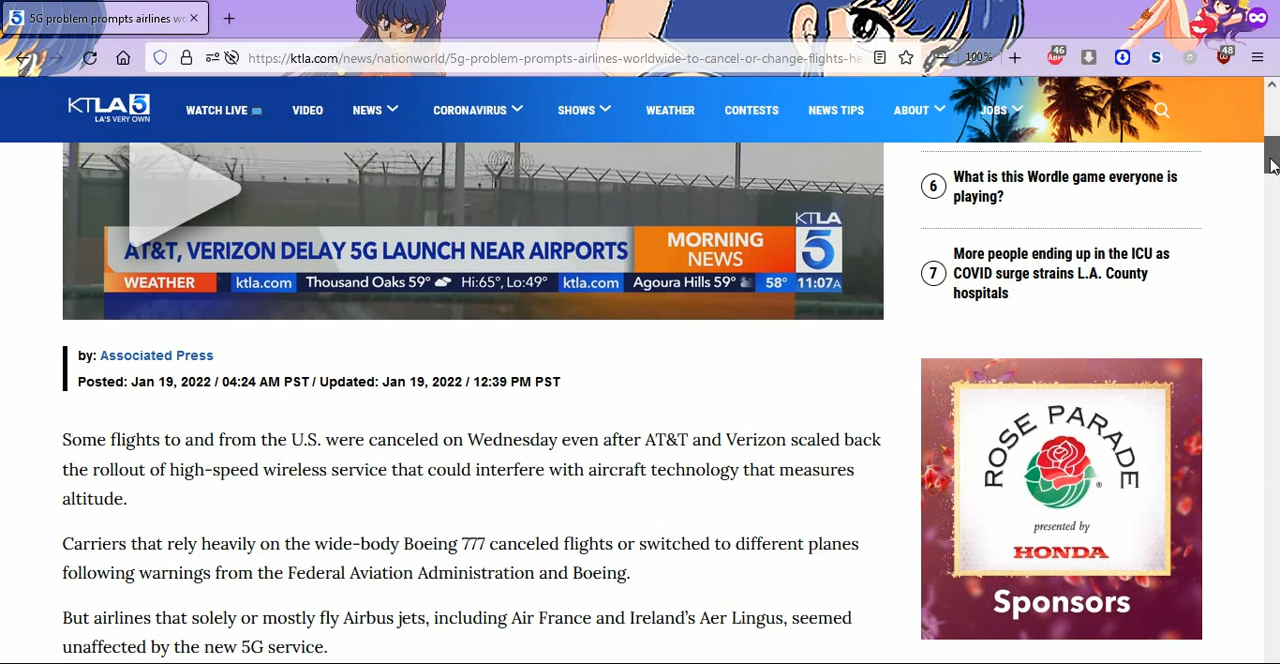 5G problem prompts airlines wo
https://ktla.com/news/nationworld/5g-problem-prompts-airlines-worldwide-to-cancel-or-change-flights-he
100%
46
ABP
48
KTLA 5
LA'S VERY OWN
WATCH LIVE
VIDEO
NEWS
CORONAVIRUS
SHOWS
WEATHER
CONTESTS
NEWS TIPS
ABOUT
JOBS
KTLA
AT&T, VERIZON DELAY 5G LAUNCH NEAR AIRPORTS
MORNING
NEWS
5
WEATHER
ktla.com
Thousand Oaks 59°
Hi:65°, Lo:49°
ktla.com
Agoura Hills 59°
58°
11:07A
6
What is this Wordle game everyone is
playing?
7
More people ending up in the ICU as
COVID surge strains L.A. County
hospitals
by: Associated Press
Posted: Jan 19, 2022 / 04:24 AM PST / Updated: Jan 19, 2022 / 12:39 PM PST
Some flights to and from the U.S. were canceled on Wednesday even after AT&T and Verizon scaled back
the rollout of high-speed wireless service that could interfere with aircraft technology that measures
altitude.
Carriers that rely heavily on the wide-body Boeing 777 canceled flights or switched to different planes
following warnings from the Federal Aviation Administration and Boeing.
But airlines that solely or mostly fly Airbus jets, including Air France and Ireland's Aer Lingus, seemed
unaffected by the new 5G service.
ROSE PARADE
®
presented by
HONDA
Sponsors